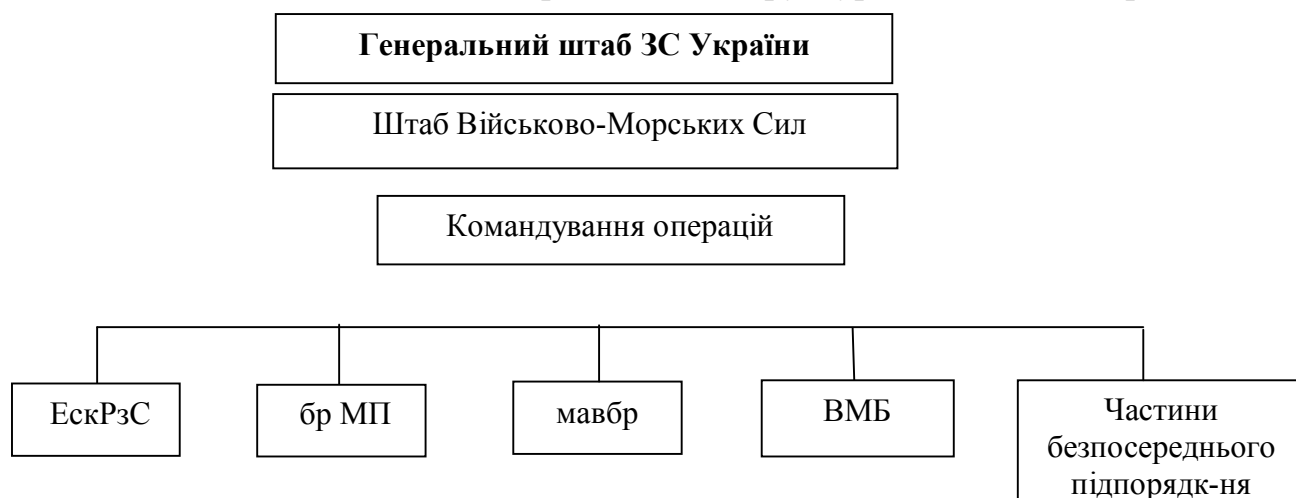 Генеральний штаб ЗС України
Штаб Військово-Морських Сил
Командування операцій
ЕскРзС
бр МП
мавбр
ВМБ
Частини
безпосереднього
підпорядк-ня